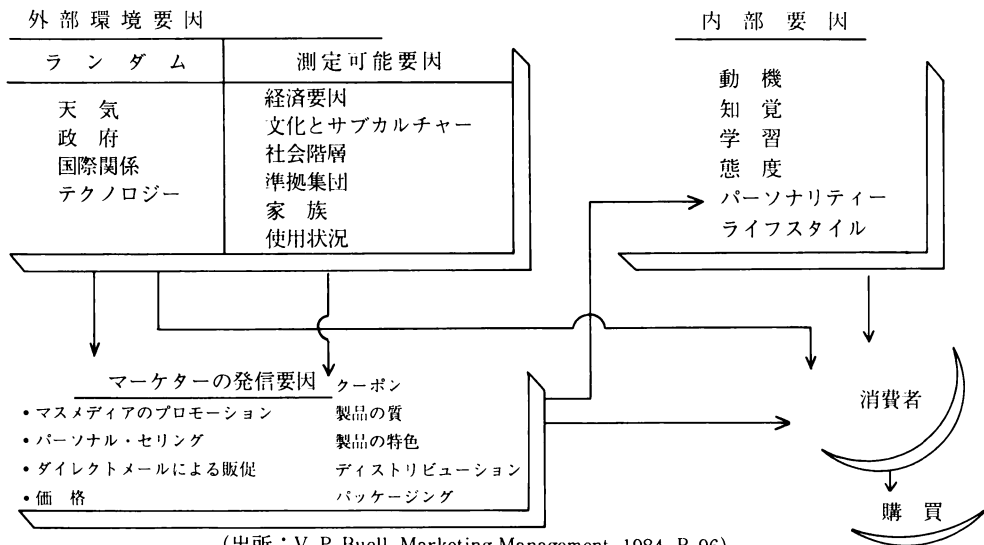 外部環境要因
ランダム
天気
政府
国際関係
テクノロジー
測定可能要因
経済要因
文化とサブカルチャー
社会階層
準拠集団
家族
使用状況
内部要因
動機
知覚
学習
態度
パーソナリティー
ライフスタイル
マーケターの発信要因
•マスメディアのプロモーション
•パーソナル・セリング
•ダイレクトメールによる販促
•価格
クーポン
製品の質
製品の特色
ディストリビューション
パッケージング
消費者
購買
(出所:V. P. Buell, Marketing Management, 1984, P. 96)